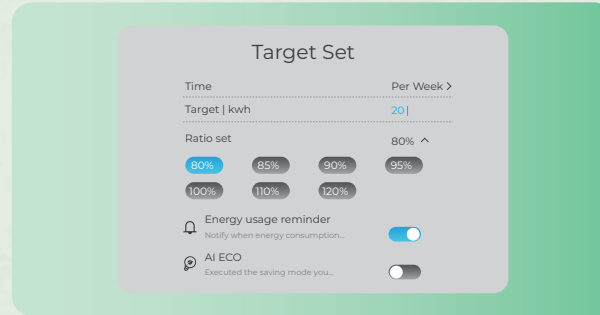 Target Set
Time Per Week
Target | kwh 20|
Ratio set 80%
80% 85% 90% 95%
100% 110% 120%
Energy usage reminder
Notify when energy consumption...
AI ECO
Executed the saving mode you...